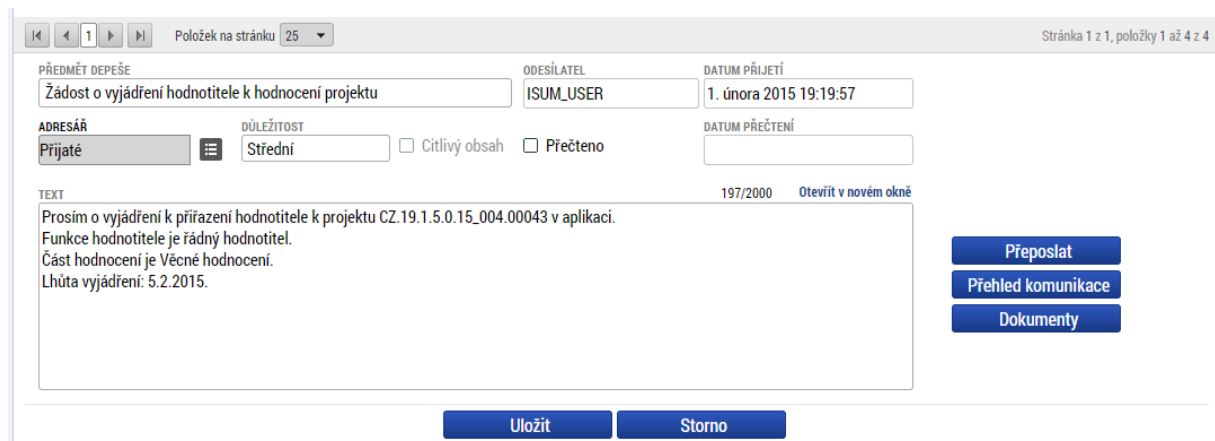 1 Položek na stránku 25 Stránka 1 z 1, položky 1 až 4 z 4
PŘEDMĚT DEPEŠE ODESÍLATEL DATUM PŘIJETÍ
Žádost o vyjádření hodnotitele k hodnocení projektu ISUM_USER 1. února 2015 19:19:57
ADRESÁŘ DŮLEŽITOST DATUM PŘEČTENÍ
Přijaté Střední Citlivý obsah Přečteno
TEXT 197/2000 Otevřít v novém okně
Prosím o vyjádření k přiřazení hodnotitele k projektu CZ.19.1.5.0.15_004.00043 v aplikaci.
Funkce hodnotitele je řádný hodnotitel.
Část hodnocení je Věcné hodnocení.
Lhůta vyjádření: 5.2.2015.
Přeposlat
Přehled komunikace
Dokumenty
Uložit Storno